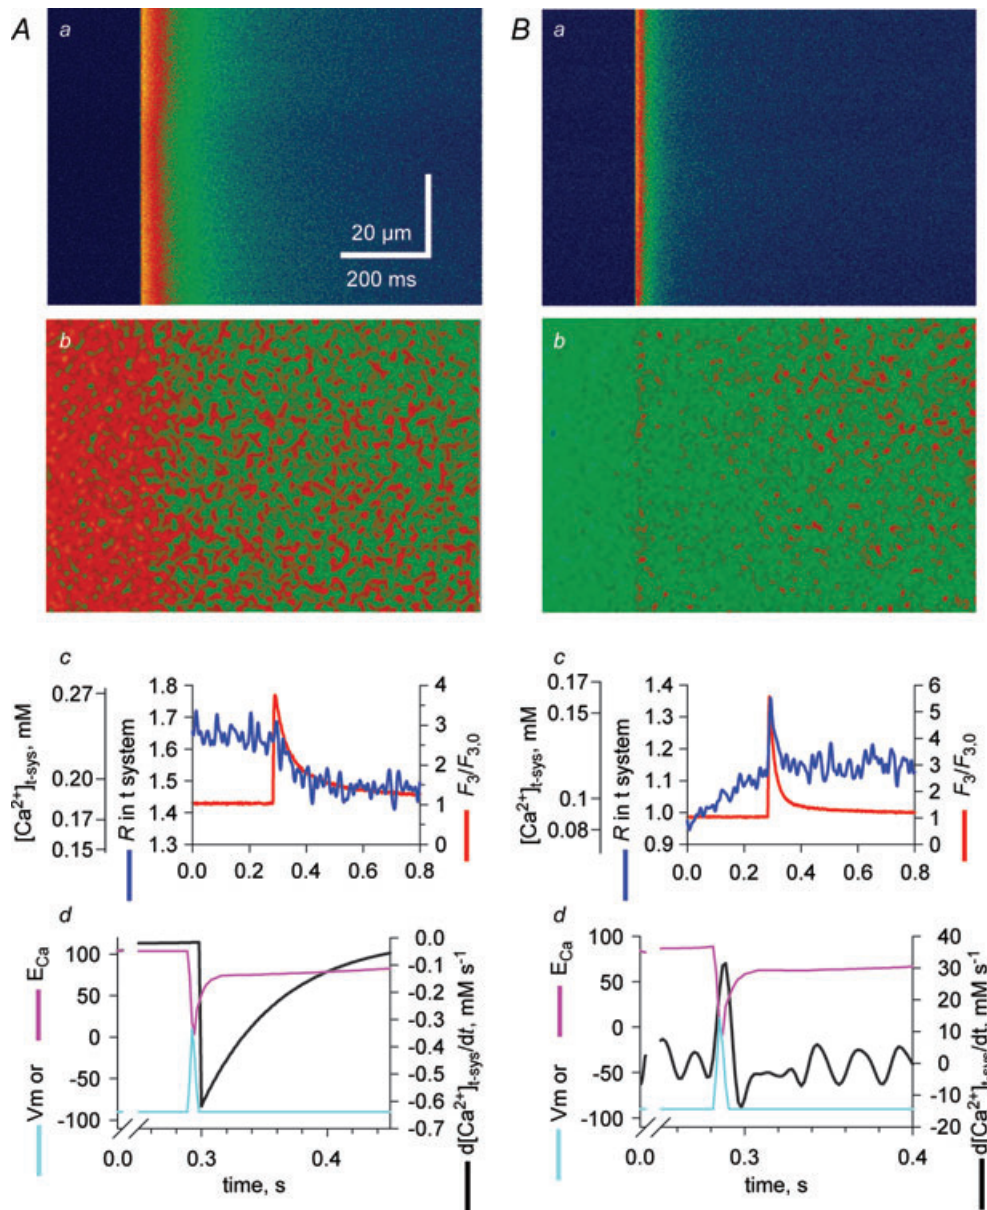 A
a
20 µm
200 ms
b
c
[Ca2+]t-sys, mM
0.27
0.20
0.17
0.15
R in t system
1.8
1.7
1.6
1.5
1.4
1.3
4
3
2
1
0
F3/F3,0
0.0 0.2 0.4 0.6 0.8
d
Vm or ECa
100
50
0
-50
-100
0.0
-0.1
-0.2
-0.3
-0.4
-0.5
-0.6
-0.7
d[Ca2+]t-sys/dt, mM s-1
0.0 0.3 0.4
time, s
B
a
b
c
[Ca2+]t-sys, mM
0.17
0.15
0.1
0.08
R in t system
1.4
1.3
1.2
1.1
1.0
0.9
6
5
4
3
2
1
0
F3/F3,0
0.0 0.2 0.4 0.6 0.8
d
Vm or ECa
100
50
0
-50
-100
40
30
20
10
0
-10
-20
d[Ca2+]t-sys/dt, mM s-1
0.0 0.3 0.4
time, s